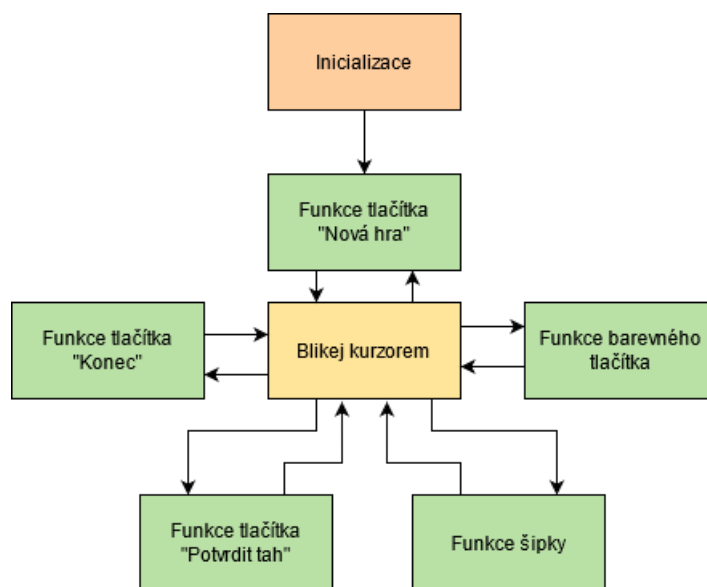 Inicializace
Funkce tlačítka
"Nová hra"
Funkce tlačítka
"Konec"
Blikej kurzorem
Funkce barevného
tlačítka
Funkce tlačítka
"Potvrdit tah"
Funkce šipky